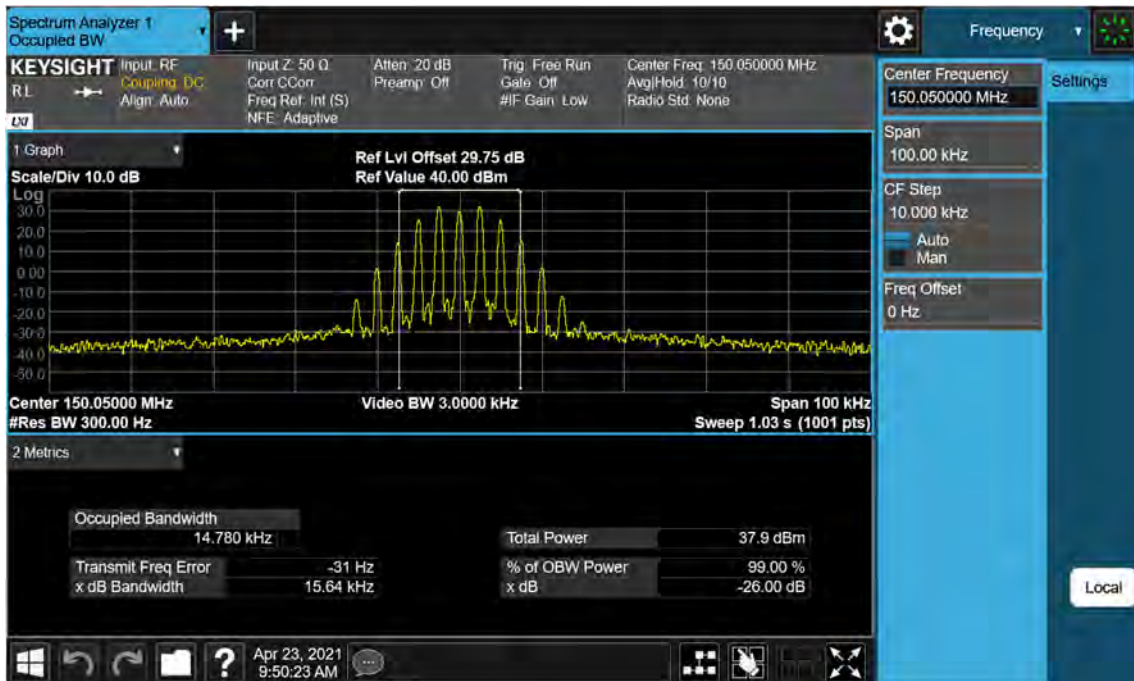 Spectrum Analyzer 1
Occupied BW
+
Frequency
KEYSIGHT
RL
LXI
Input: RF
Coupling: DC
Align: Auto
Input Z: 50 Ω
Corr CCorr
Freq Ref: Int (S)
NFE: Adaptive
Atten: 20 dB
Preamp: Off
Trig: Free Run
Gate: Off
#IF Gain: Low
Center Freq: 150.050000 MHz
Avg|Hold: 10/10
Radio Std: None
Center Frequency
150.050000 MHz
Settings
Span
100.00 kHz
CF Step
10.000 kHz
Auto
Man
Freq Offset
0 Hz
1 Graph
Scale/Div 10.0 dB
Ref Lvl Offset 29.75 dB
Ref Value 40.00 dBm
Log
30.0
20.0
10.0
0.00
-10.0
-20.0
-30.0
-40.0
-50.0
Center 150.05000 MHz
#Res BW 300.00 Hz
Video BW 3.0000 kHz
Span 100 kHz
Sweep 1.03 s (1001 pts)
2 Metrics
Occupied Bandwidth
14.780 kHz
Total Power 37.9 dBm
Transmit Freq Error -31 Hz
% of OBW Power 99.00 %
x dB Bandwidth 15.64 kHz
x dB -26.00 dB
Local
?
Apr 23, 2021
9:50:23 AM